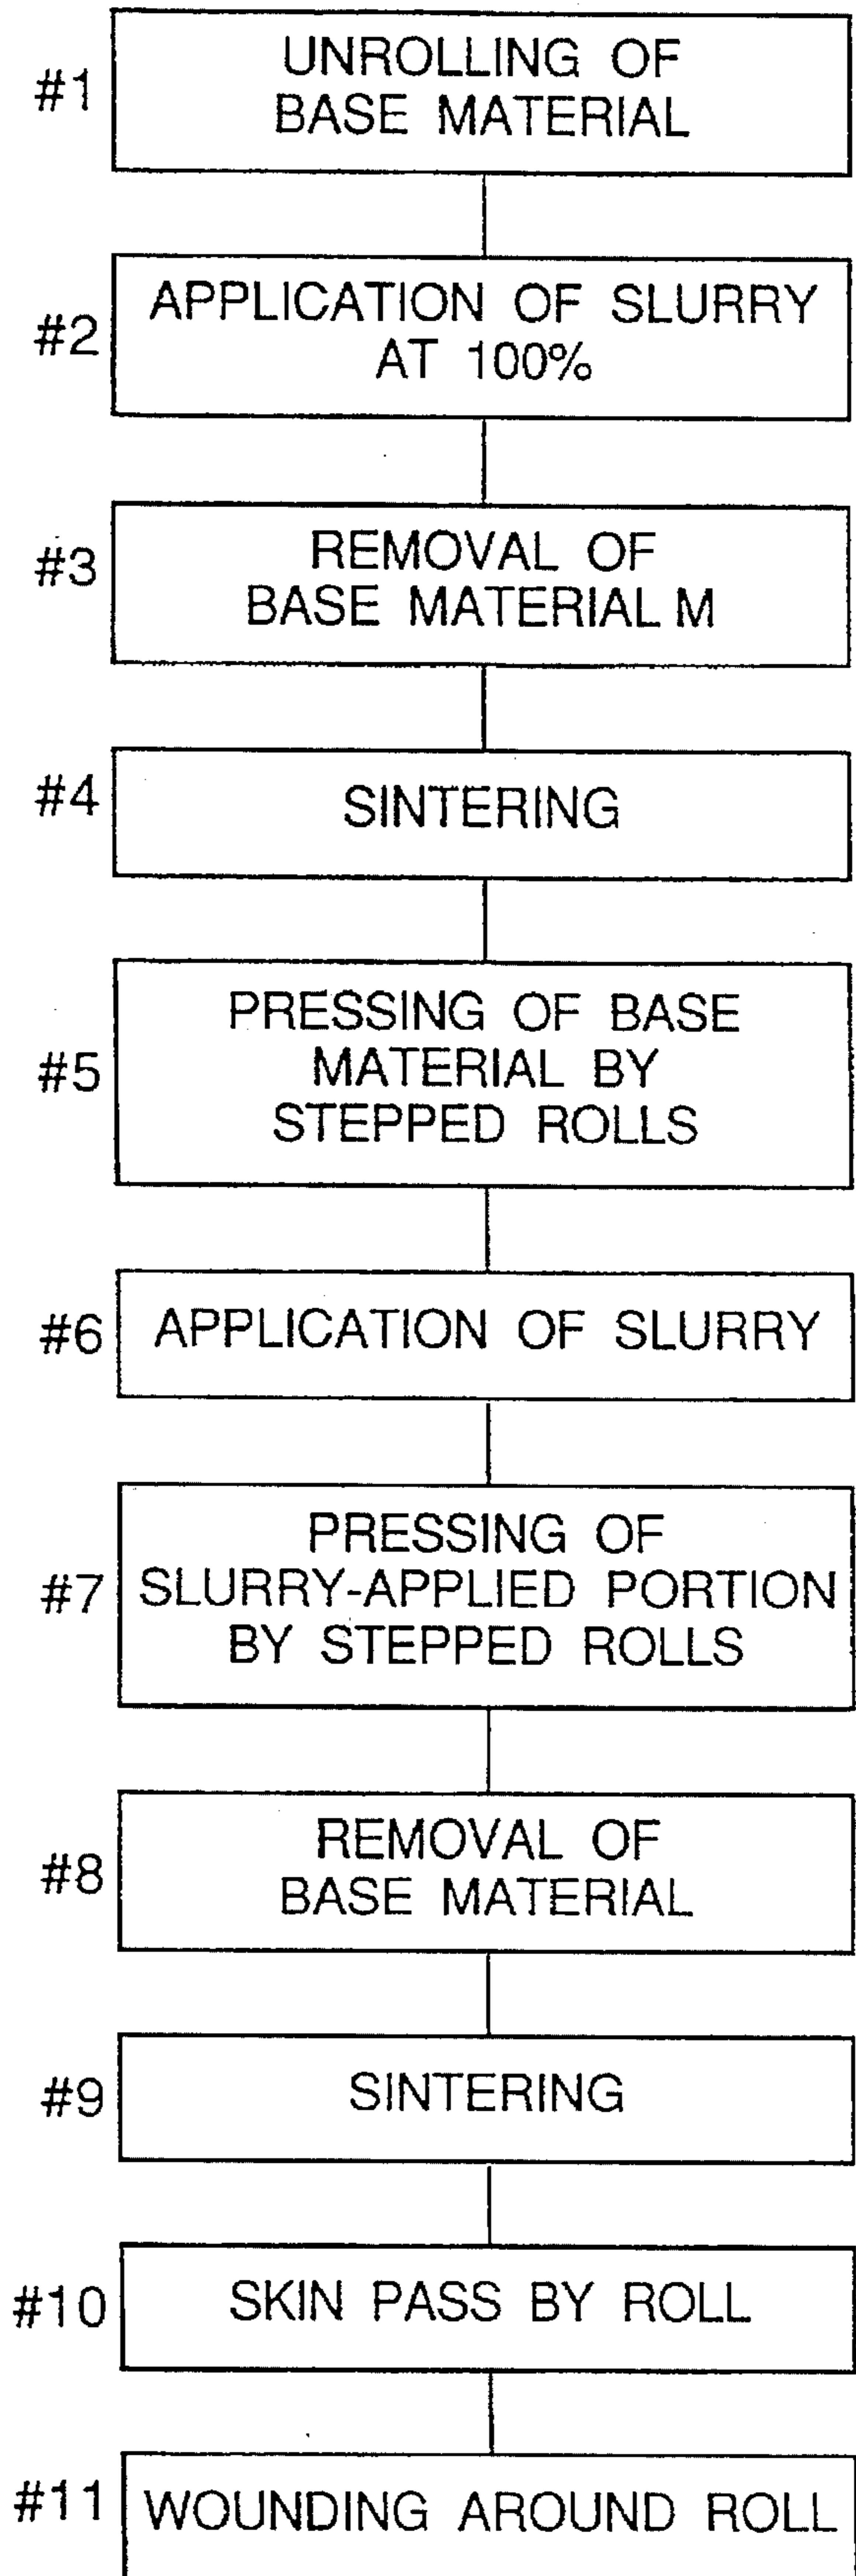 #1
UNROLLING OF
BASE MATERIAL
#2
APPLICATION OF SLURRY
AT 100%
#3
REMOVAL OF
BASE MATERIAL M
#4
SINTERING
#5
PRESSING OF BASE
MATERIAL BY
STEPPED ROLLS
#6
APPLICATION OF SLURRY
#7
PRESSING OF
SLURRY-APPLIED PORTION
BY STEPPED ROLLS
#8
REMOVAL OF
BASE MATERIAL
#9
SINTERING
#10
SKIN PASS BY ROLL
#11
WOUNDING AROUND ROLL